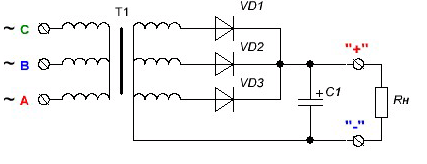 T1
VD1
VD2
VD3
~ C
~ B
~ A
"+"
+ C1
Rн
"-"